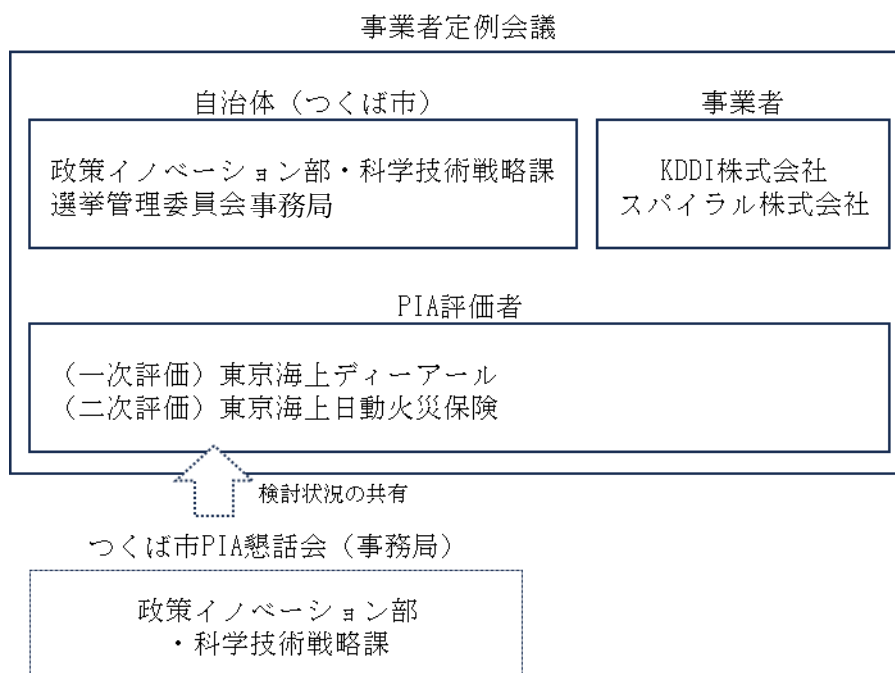 事業者定例会議
自治体（つくば市）
政策イノベーション部・科学技術戦略課
選挙管理委員会事務局
事業者
KDDI株式会社
スパイラル株式会社
PIA評価者
（一次評価）東京海上ディーアール
（二次評価）東京海上日動火災保険
検討状況の共有
つくば市PIA懇話会（事務局）
政策イノベーション部
・科学技術戦略課